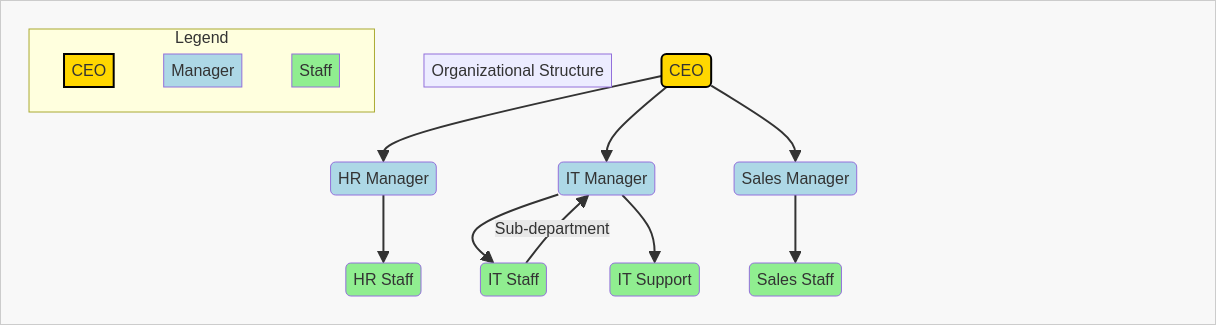 Legend
CEO
Manager
Staff
Organizational Structure
CEO
HR Manager
IT Manager
Sales Manager
Sub-department
HR Staff
IT Staff
IT Support
Sales Staff